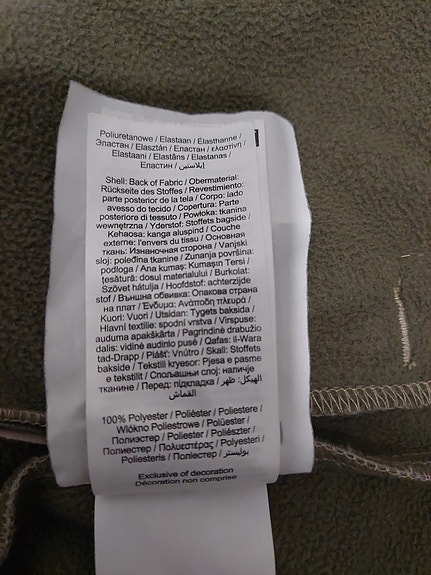 Poliuretanowe / Elastaan / Élasthanne /
Эластан / Elasztán / Еластан / ελαστίνη /
Elastaani / Elastāns / Elastanas /
Еластин / إيلاستين
Shell: Back of Fabric / Obermaterial:
Rückseite des Stoffes / Revestimiento:
parte posterior de la tela / Corpo: lado
avesso do tecido / Copertura: Parte
posteriore di tessuto / Powłoka: tkanina
wewnętrzna / Yderstof: Stoffets bagside /
Kehaosa: kanga aluspind / Couche
externe: l'envers du tissu / Основная
ткань: Изнаночная сторона / Vanjski
sloj: poleđina tkanine / Zunanja površina:
podloga / Ana kumaş: Kumaşın Tersi /
ţesătură: dosul materialului / Burkolat:
Szövet hátulja / Hoofdstof: achterzijde
stof / Външна обвивка: Опакова страна
на плат / Ένδυμα: Ανάποδη πλευρά /
Kuori: Vuori / Utsidan: Tygets baksida /
Hlavní textilie: spodní vrstva / Virspuse:
auduma apakškārta / Pagrindinė drabužio
dalis: vidinė audinio pusė / Qafas: il-Wara
tad-Drapp / Plášť: Vnútro / Skall: Stoffets
bakside / Tekstili kryesor: Pjesa e pasme
e tekstilit / Спољашњи слој: наличје
тканине / Перед: підкладка / الهيكل: ظهر
القماش
100% Polyester / Poliéster / Poliestere /
Włókno Poliestrowe / Polüester /
Полиэстер / Poliester / Poliészter /
Полиестер / Πολυεστέρας / Polyesteri /
Poliesteris / Поліестер / بوليستر
Exclusive of decoration
Décoration non comprise